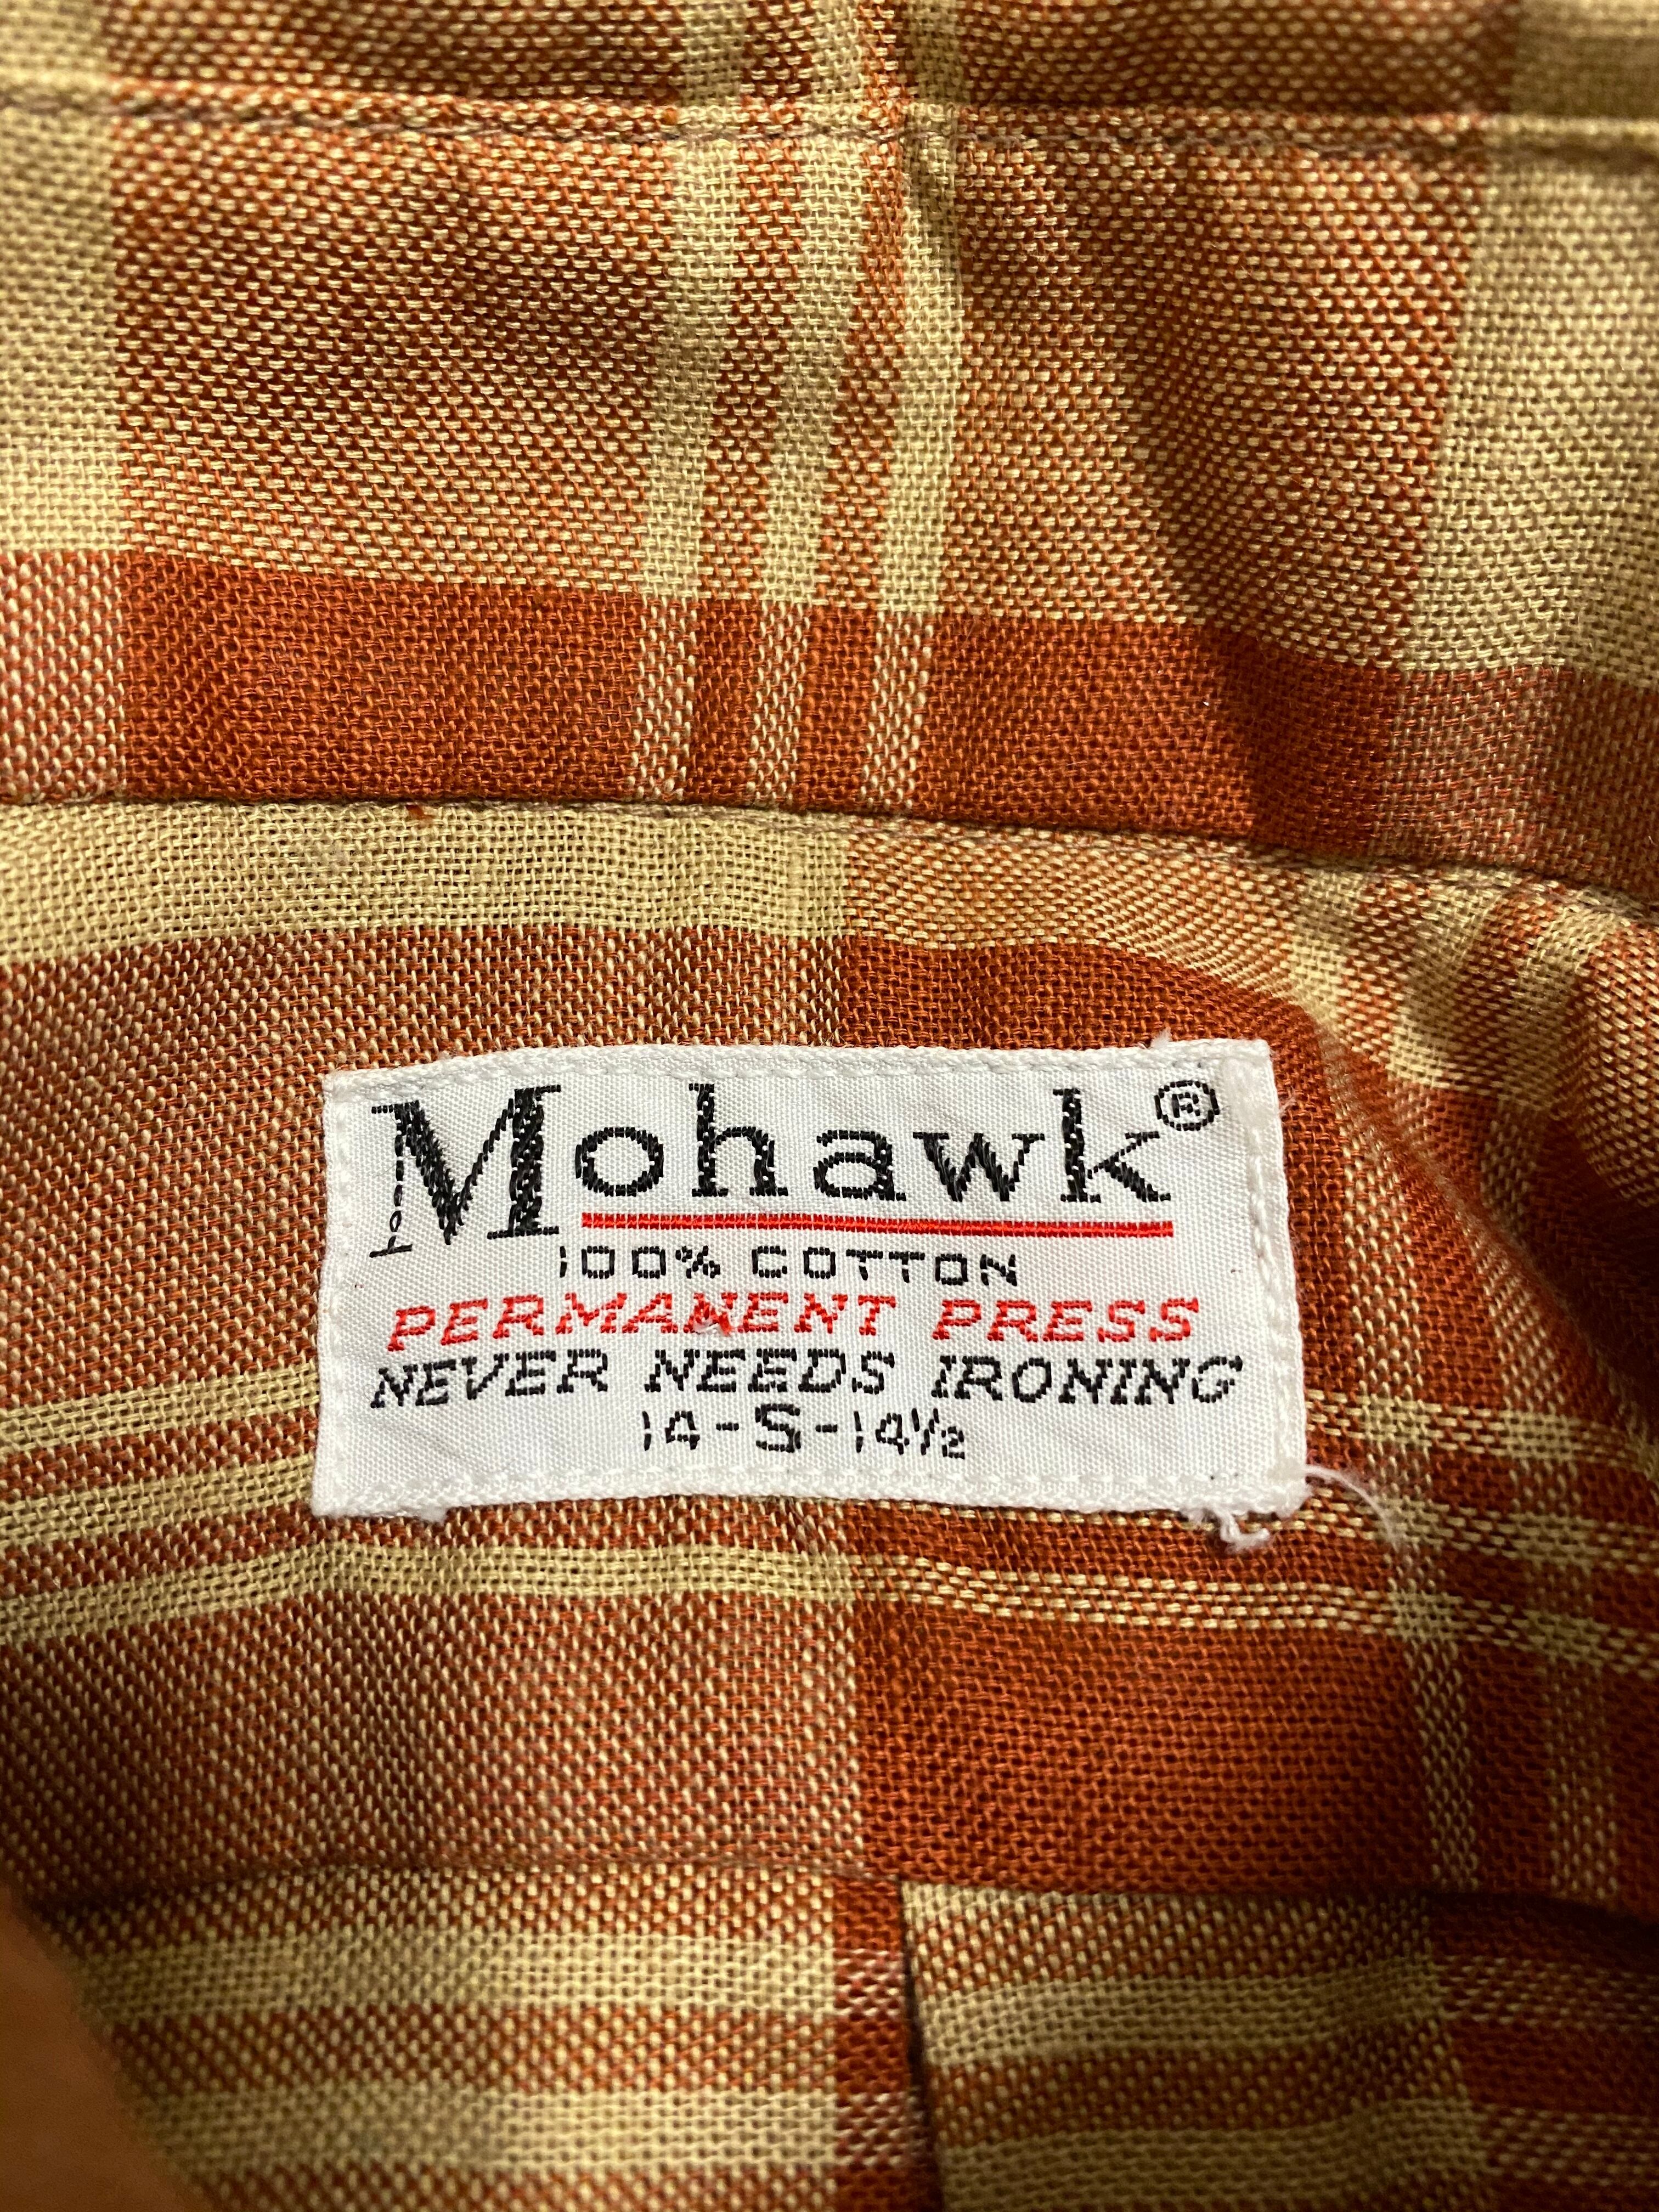 Mohawk®
100% COTTON
PERMANENT PRESS
NEVER NEEDS IRONING
14-S-14½